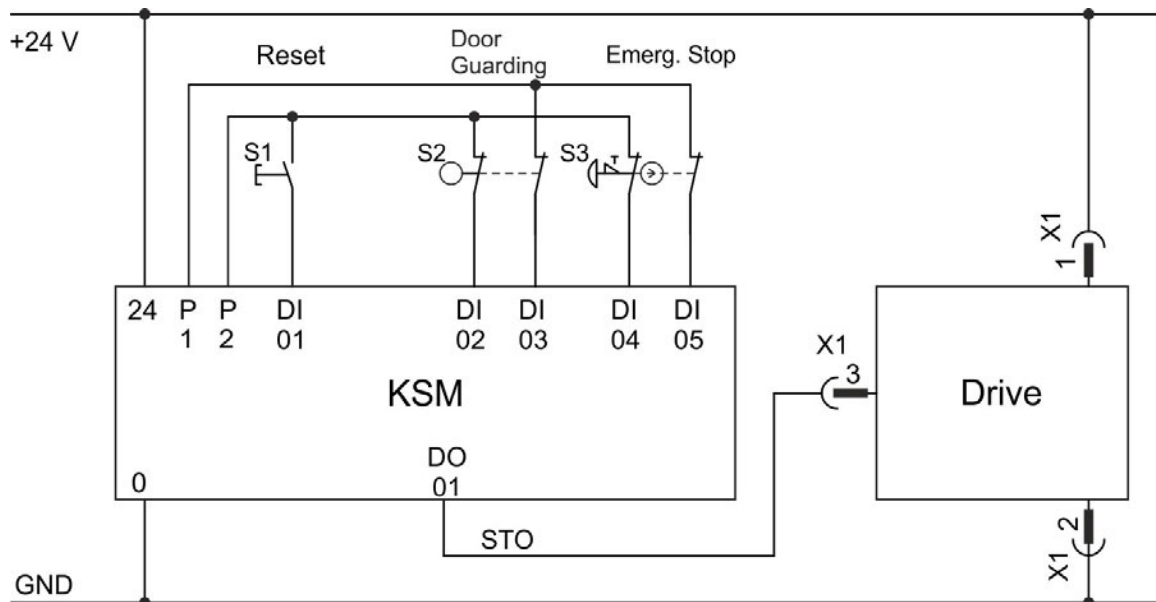 +24 V
Reset
Door
Guarding
Emerg. Stop
S1
S2
S3
X1
1
24 P P DI DI DI DI DI
1 2 01 02 03 04 05
X1
3
KSM
Drive
DO
0 01
STO
2
X1
GND